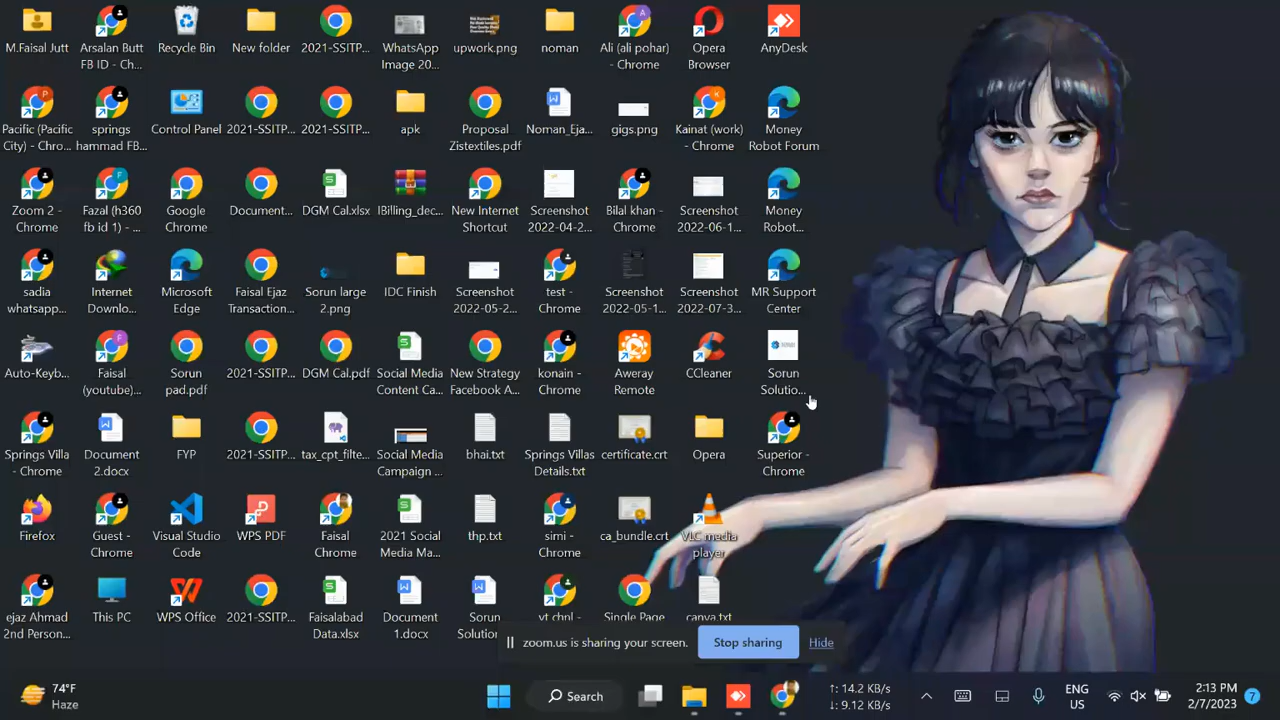 M.Faisal Jutt
Arsalan Butt
FB ID - Ch...
Recycle Bin
New folder
2021-SSITP...
WhatsApp
Image 20...
upwork.png
noman
Ali (ali pohar)
- Chrome
Opera
Browser
AnyDesk
Pacific (Pacific
City) - Chro...
springs
hammad FB...
Control Panel
2021-SSITP...
2021-SSITP...
apk
Proposal
Zistextiles.pdf
Noman_Eja...
gigs.png
Kainat (work)
- Chrome
Money
Robot Forum
Zoom 2 -
Chrome
Fazal (h360
fb id 1) - ...
Google
Chrome
Document...
DGM Cal.xlsx
IBilling_dec...
New Internet
Shortcut
Screenshot
2022-04-2...
Bilal khan -
Chrome
Screenshot
2022-06-1...
Money
Robot...
sadia
whatsapp...
Internet
Downlo...
Microsoft
Edge
Faisal Ejaz
Transaction...
Sorun large
2.png
IDC Finish
Screenshot
2022-05-2...
test -
Chrome
Screenshot
2022-05-1...
Screenshot
2022-07-3...
MR Support
Center
Auto-Keyb...
Faisal
(youtube)...
Sorun
pad.pdf
2021-SSITP...
DGM Cal.pdf
Social Media
Content Ca...
New Strategy
Facebook A...
konain -
Chrome
Aweray
Remote
CCleaner
Sorun
Solutio...
Springs Villa
- Chrome
Document
2.docx
FYP
2021-SSITP...
tax_cpt_filte...
Social Media
Campaign ...
bhai.txt
Springs Villas
Details.txt
certificate.crt
Opera
Superior -
Chrome
Firefox
Guest -
Chrome
Visual Studio
Code
WPS PDF
Faisal
Chrome
2021 Social
Media Ma...
thp.txt
simi -
Chrome
ca_bundle.crt
VLC media
player
ejaz Ahmad
2nd Person...
This PC
WPS Office
2021-SSITP...
Faisalabad
Data.xlsx
Document
1.docx
Sorun
Solution
yt chnl -
Single Page
canva.txt
zoom.us is sharing your screen.
Stop sharing
Hide
74°F
Haze
Search
↑: 14.2 KB/s
↓: 9.12 KB/s
ENG
US
2:13 PM
2/7/2023
7